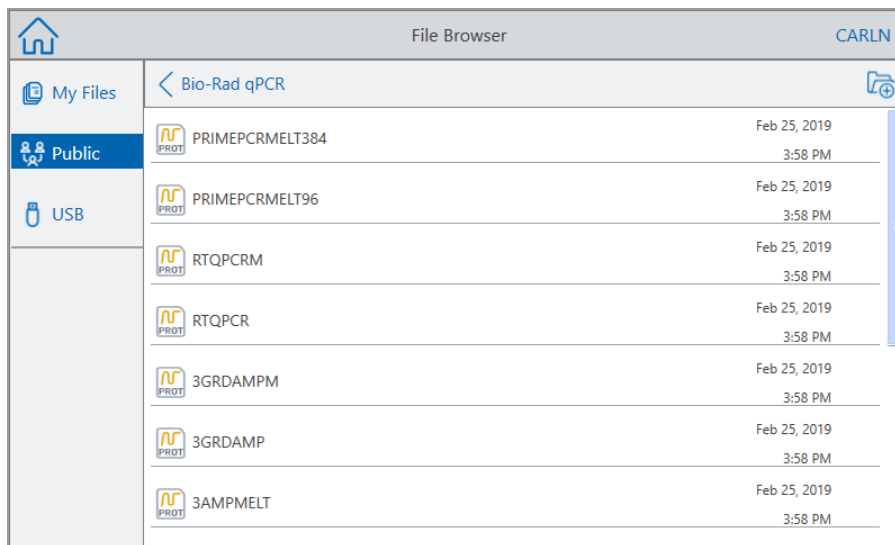 File Browser
CARLN
My Files
Public
USB
Bio-Rad qPCR
PROT
PRIMEPCRMELT384
Feb 25, 2019
3:58 PM
PROT
PRIMEPCRMELT96
Feb 25, 2019
3:58 PM
PROT
RTQPCRM
Feb 25, 2019
3:58 PM
PROT
RTQPCR
Feb 25, 2019
3:58 PM
PROT
3GRDAMPM
Feb 25, 2019
3:58 PM
PROT
3GRDAMP
Feb 25, 2019
3:58 PM
PROT
3AMPMELT
Feb 25, 2019
3:58 PM